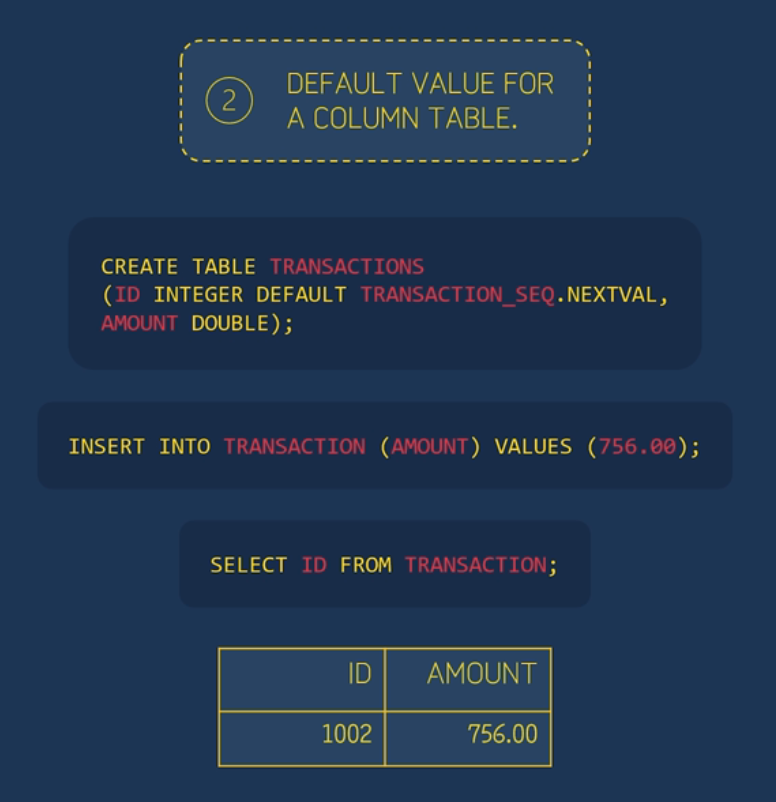 2
DEFAULT VALUE FOR
A COLUMN TABLE.
CREATE TABLE TRANSACTIONS
(ID INTEGER DEFAULT TRANSACTION_SEQ.NEXTVAL,
AMOUNT DOUBLE);
INSERT INTO TRANSACTION (AMOUNT) VALUES (756.00);
SELECT ID FROM TRANSACTION;
ID AMOUNT
1002 756.00